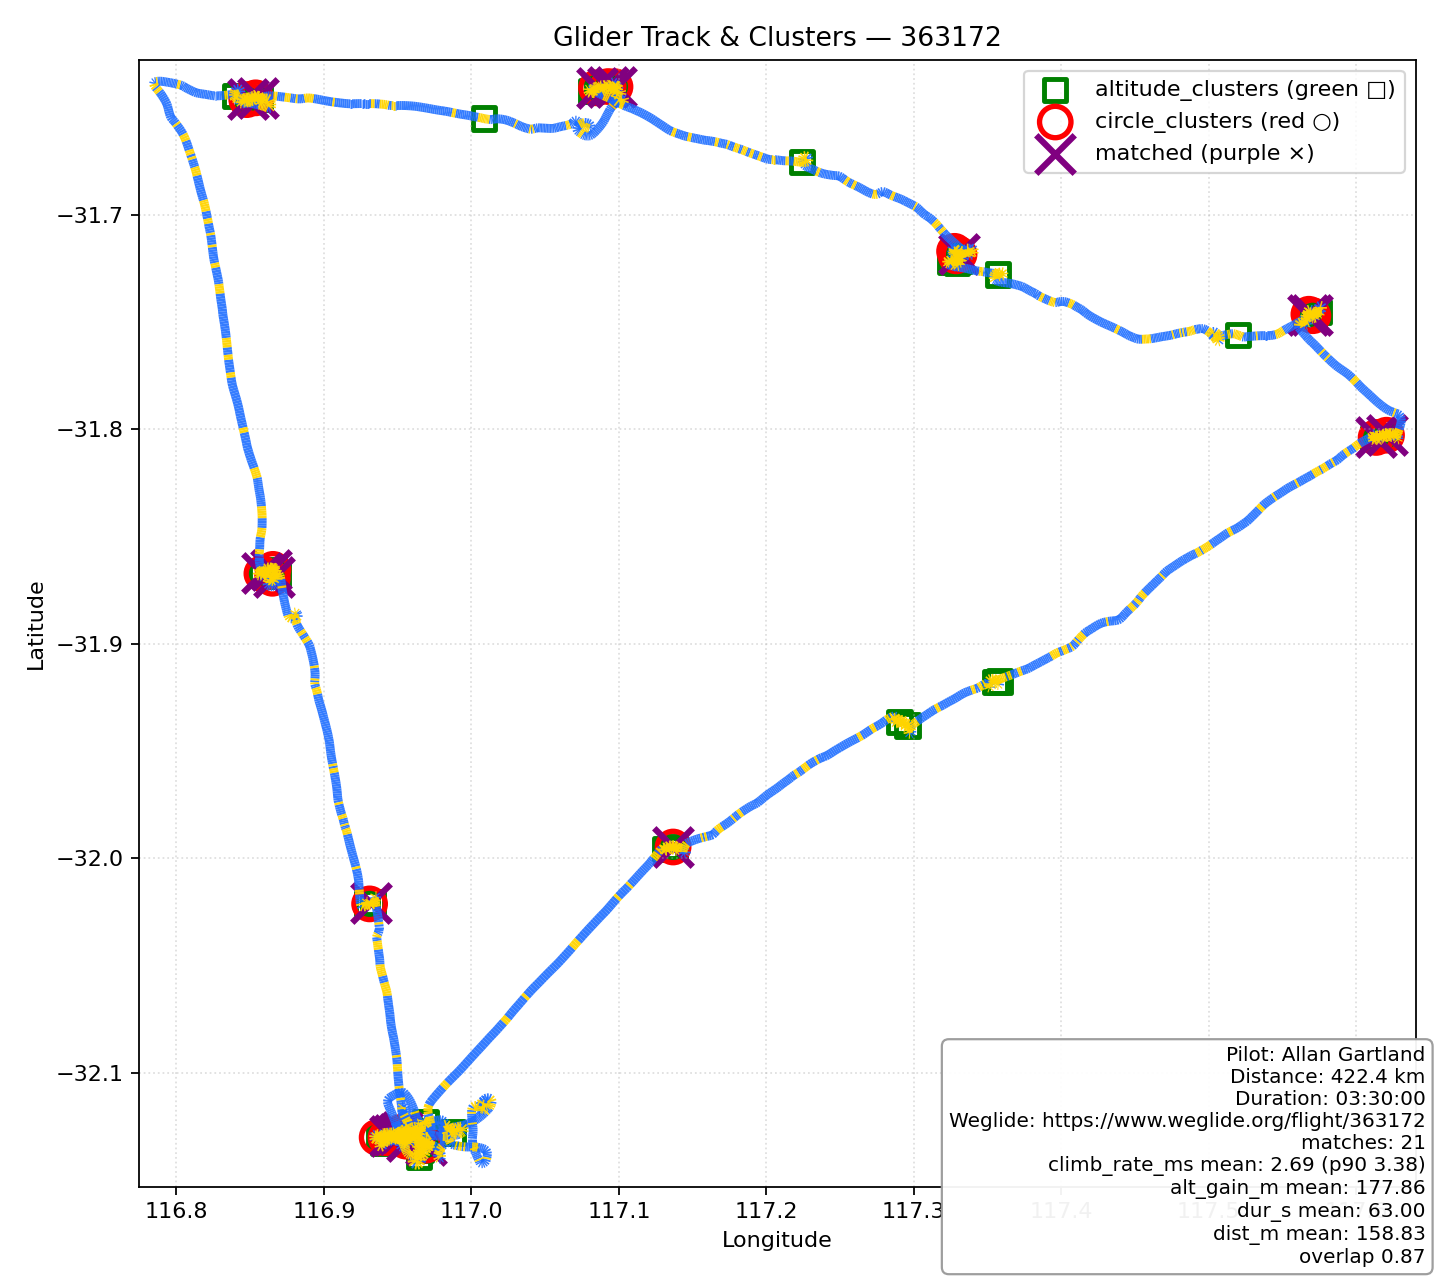 Glider Track & Clusters — 363172
altitude_clusters (green □)
circle_clusters (red ○)
matched (purple ×)
−31.7
−31.8
−31.9
−32.0
−32.1
Latitude
116.8
116.9
117.0
117.1
117.2
117.3
117.4
117.5
Longitude
Pilot: Allan Gartland
Distance: 422.4 km
Duration: 03:30:00
Weglide: https://www.weglide.org/flight/363172
matches: 21
climb_rate_ms mean: 2.69 (p90 3.38)
alt_gain_m mean: 177.86
dur_s mean: 63.00
dist_m mean: 158.83
overlap 0.87